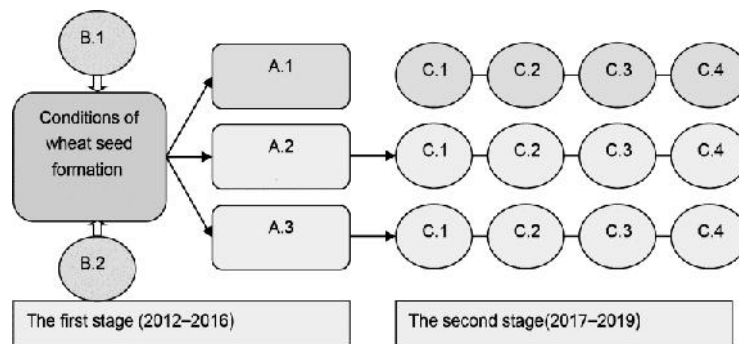 B.1
A.1
C.1
C.2
C.3
C.4
Conditions of
wheat seed
formation
A.2
C.1
C.2
C.3
C.4
A.3
C.1
C.2
C.3
C.4
B.2
The first stage (2012–2016)
The second stage(2017–2019)